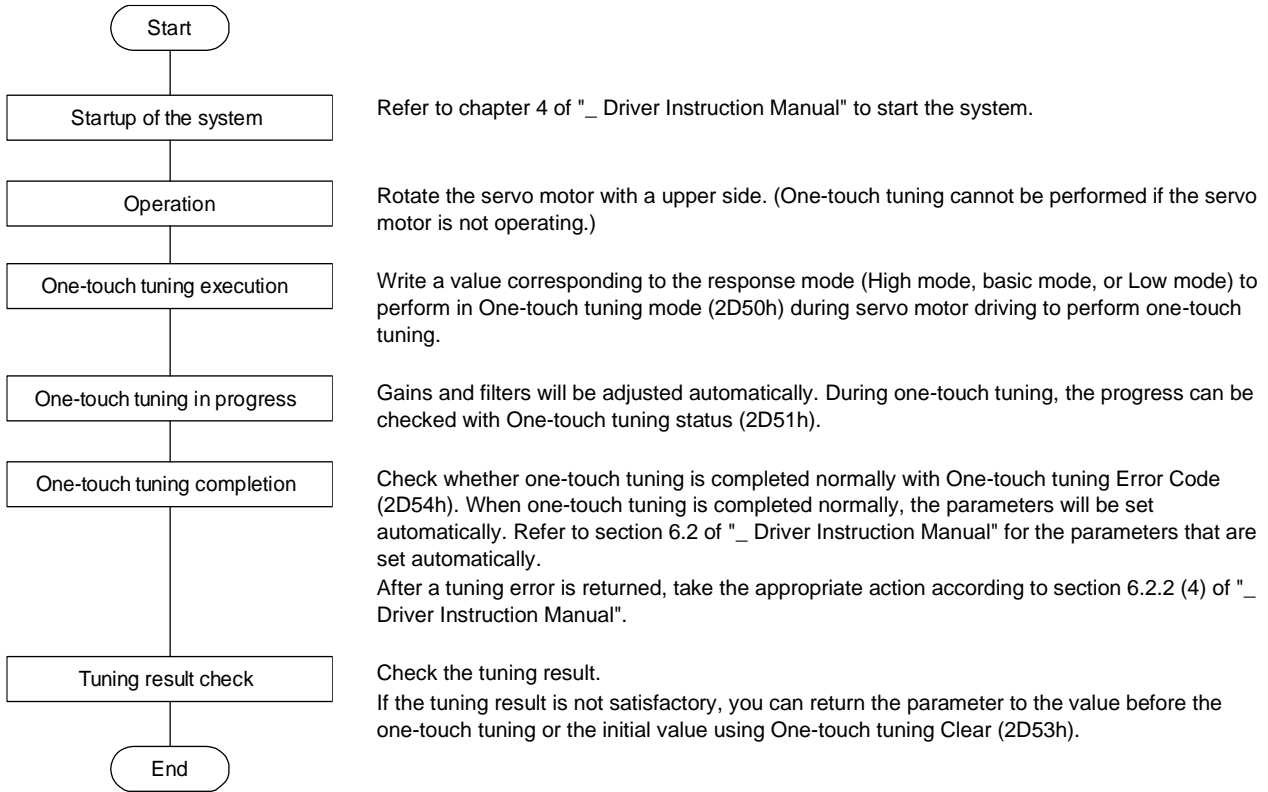 Start
Startup of the system
Refer to chapter 4 of "_ Driver Instruction Manual" to start the system.
Operation
Rotate the servo motor with a upper side. (One-touch tuning cannot be performed if the servo
motor is not operating.)
One-touch tuning execution
Write a value corresponding to the response mode (High mode, basic mode, or Low mode) to
perform in One-touch tuning mode (2D50h) during servo motor driving to perform one-touch
tuning.
One-touch tuning in progress
Gains and filters will be adjusted automatically. During one-touch tuning, the progress can be
checked with One-touch tuning status (2D51h).
One-touch tuning completion
Check whether one-touch tuning is completed normally with One-touch tuning Error Code
(2D54h). When one-touch tuning is completed normally, the parameters will be set
automatically. Refer to section 6.2 of "_ Driver Instruction Manual" for the parameters that are
set automatically.
After a tuning error is returned, take the appropriate action according to section 6.2.2 (4) of "_
Driver Instruction Manual".
Tuning result check
Check the tuning result.
If the tuning result is not satisfactory, you can return the parameter to the value before the
one-touch tuning or the initial value using One-touch tuning Clear (2D53h).
End